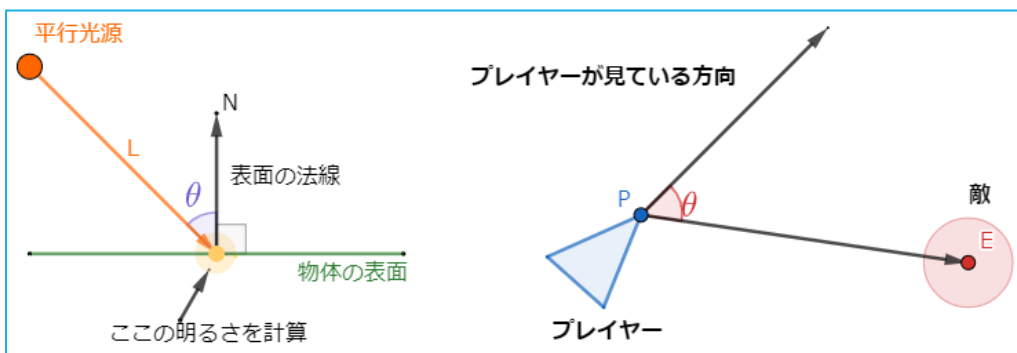 平行光源
N
L
θ
表面の法線
物体の表面
ここの明るさを計算
プレイヤーが見ている方向
P
θ
敵
E
プレイヤー